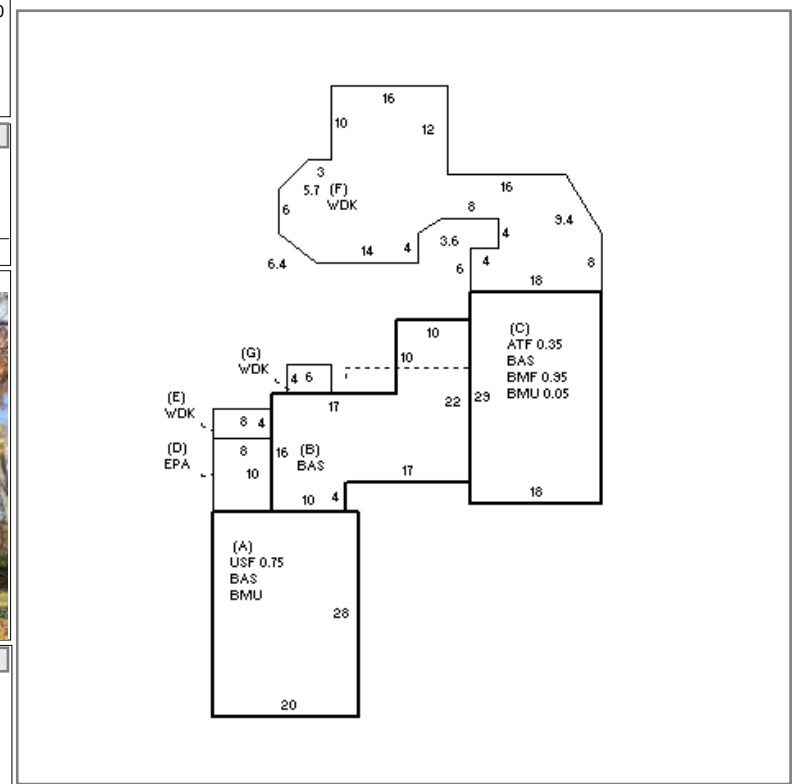 16
10
12
3
5.7 (F)
WDK
6
16
8
9.4
3.6
4
14
4
6.4
6
4
8
18
10
(C)
ATF 0.35
BAS
BMF 0.95
BMU 0.05
(G)
WDK
10
4 6
17
22
29
(E)
WDK
8 4
(D)
EPA
8
10
16
(B)
BAS
17
10 4
18
(A)
USF 0.75
BAS
BMU
28
20